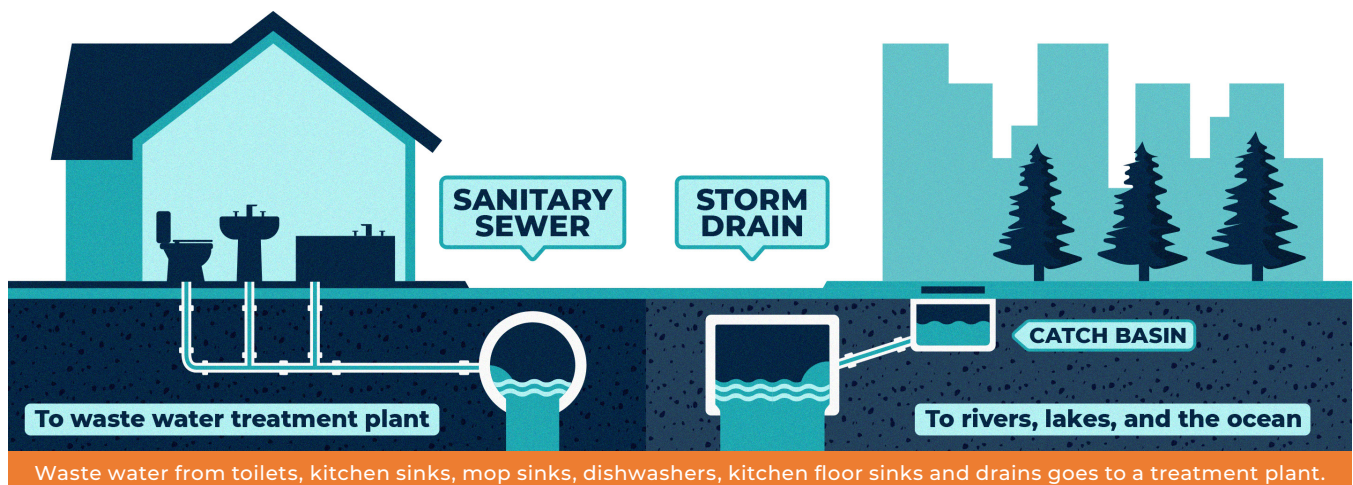 SANITARY
SEWER
STORM
DRAIN
CATCH BASIN
To waste water treatment plant
To rivers, lakes, and the ocean
Waste water from toilets, kitchen sinks, mop sinks, dishwashers, kitchen floor sinks and drains goes to a treatment plant.